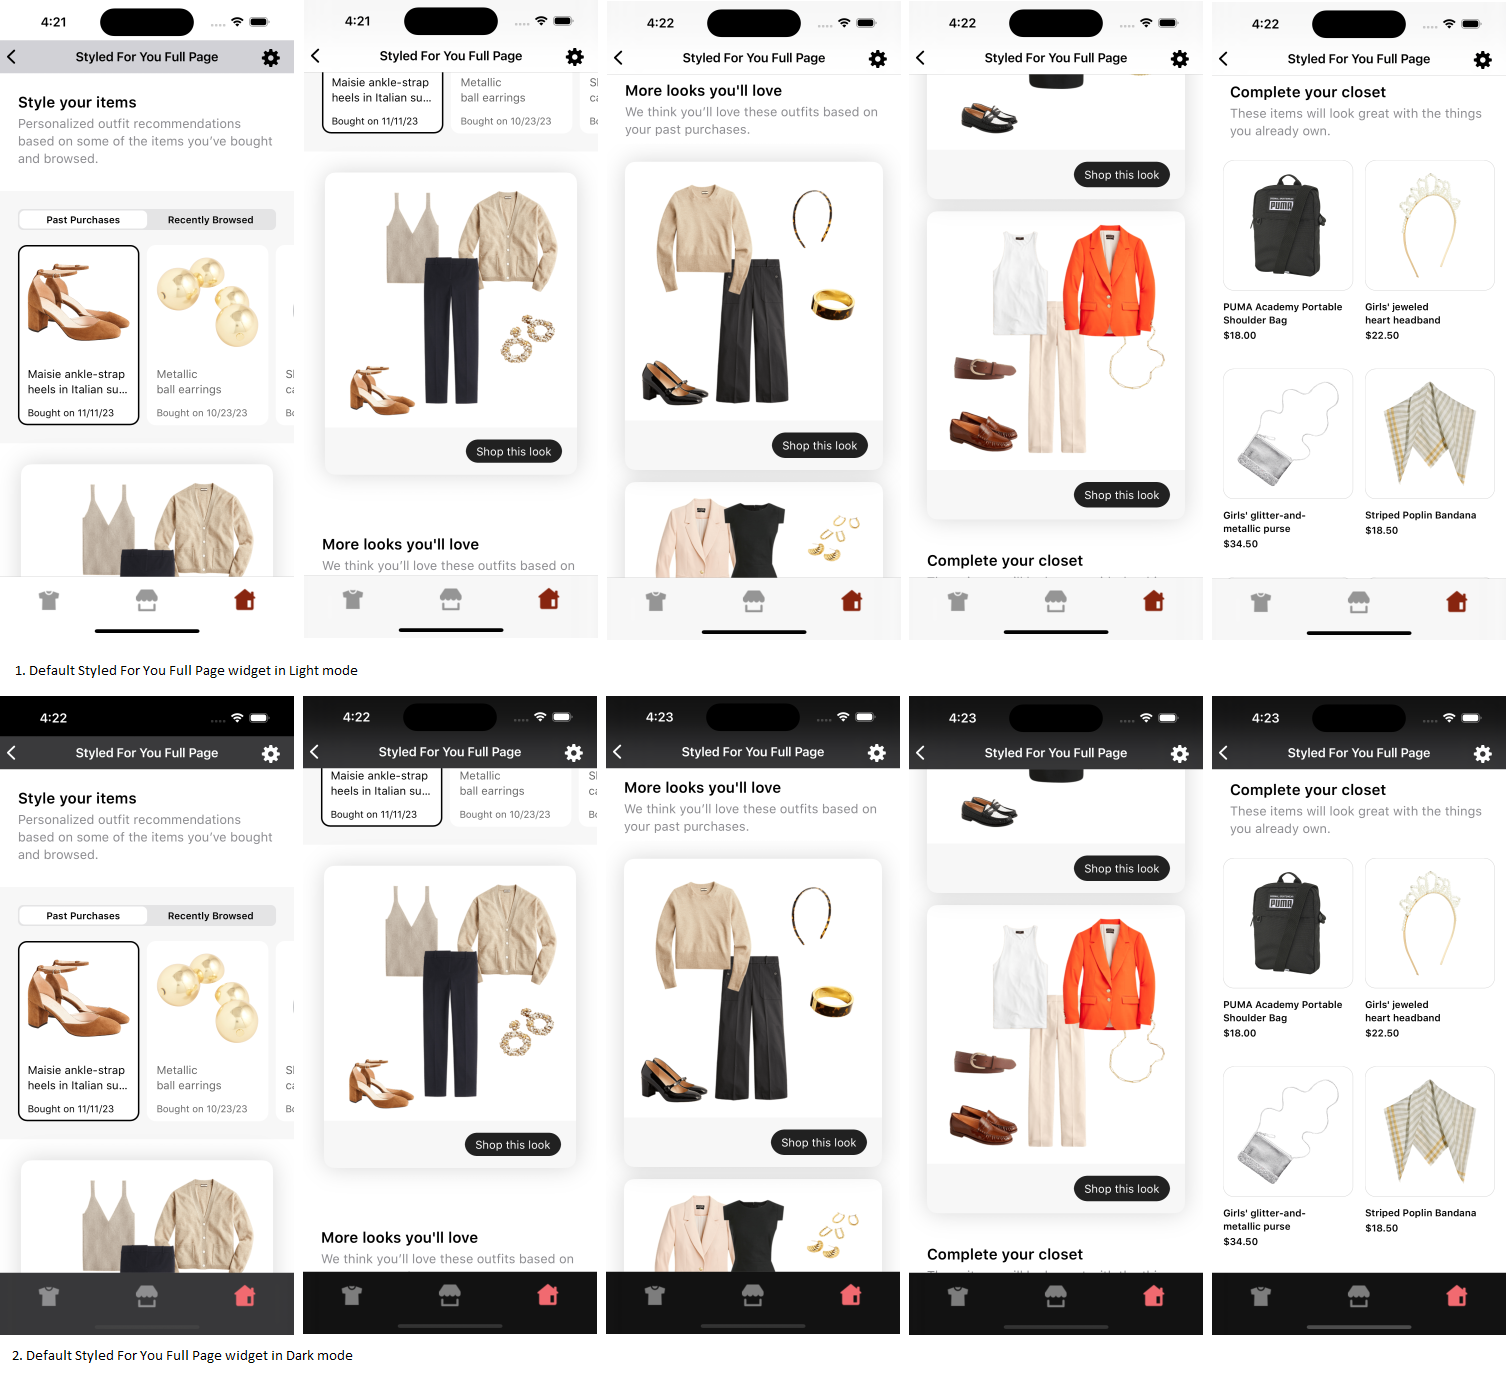 4:21
Styled For You Full Page
Style your items
Personalized outfit recommendations
based on some of the items you've bought
and browsed.
Past Purchases
Recently Browsed
Maisie ankle-strap
heels in Italian su...
Bought on 11/11/23
Metallic
ball earrings
Bought on 10/23/23
4:21
Styled For You Full Page
Maisie ankle-strap
heels in Italian su...
Bought on 11/11/23
Metallic
ball earrings
Bought on 10/23/23
Shop this look
More looks you'll love
We think you'll love these outfits based on
4:22
Styled For You Full Page
More looks you'll love
We think you'll love these outfits based on
your past purchases.
Shop this look
4:22
Styled For You Full Page
Shop this look
Shop this look
Complete your closet
4:22
Styled For You Full Page
Complete your closet
These items will look great with the things
you already own.
PUMA
PUMA Academy Portable
Shoulder Bag
$18.00
Girls' jeweled
heart headband
$22.50
Girls' glitter-and-
metallic purse
$34.50
Striped Poplin Bandana
$18.50
1. Default Styled For You Full Page widget in Light mode
4:22
Styled For You Full Page
Style your items
Personalized outfit recommendations
based on some of the items you've bought
and browsed.
Past Purchases
Recently Browsed
Maisie ankle-strap
heels in Italian su...
Bought on 11/11/23
Metallic
ball earrings
Bought on 10/23/23
4:22
Styled For You Full Page
Maisie ankle-strap
heels in Italian su...
Bought on 11/11/23
Metallic
ball earrings
Bought on 10/23/23
Shop this look
More looks you'll love
We think you'll love these outfits based on
4:23
Styled For You Full Page
More looks you'll love
We think you'll love these outfits based on
your past purchases.
Shop this look
4:23
Styled For You Full Page
Shop this look
Shop this look
Complete your closet
4:23
Styled For You Full Page
Complete your closet
These items will look great with the things
you already own.
PUMA
PUMA Academy Portable
Shoulder Bag
$18.00
Girls' jeweled
heart headband
$22.50
Girls' glitter-and-
metallic purse
$34.50
Striped Poplin Bandana
$18.50
2. Default Styled For You Full Page widget in Dark mode